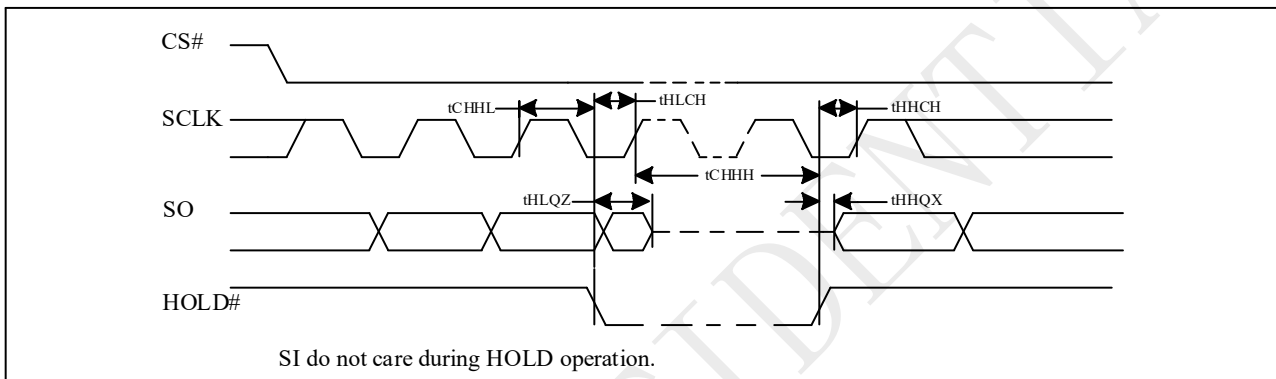 CS#
tCHHL
tHLCH
tHHCH
SCLK
tCHHH
tHLQZ
tHHQX
SO
HOLD#
SI do not care during HOLD operation.